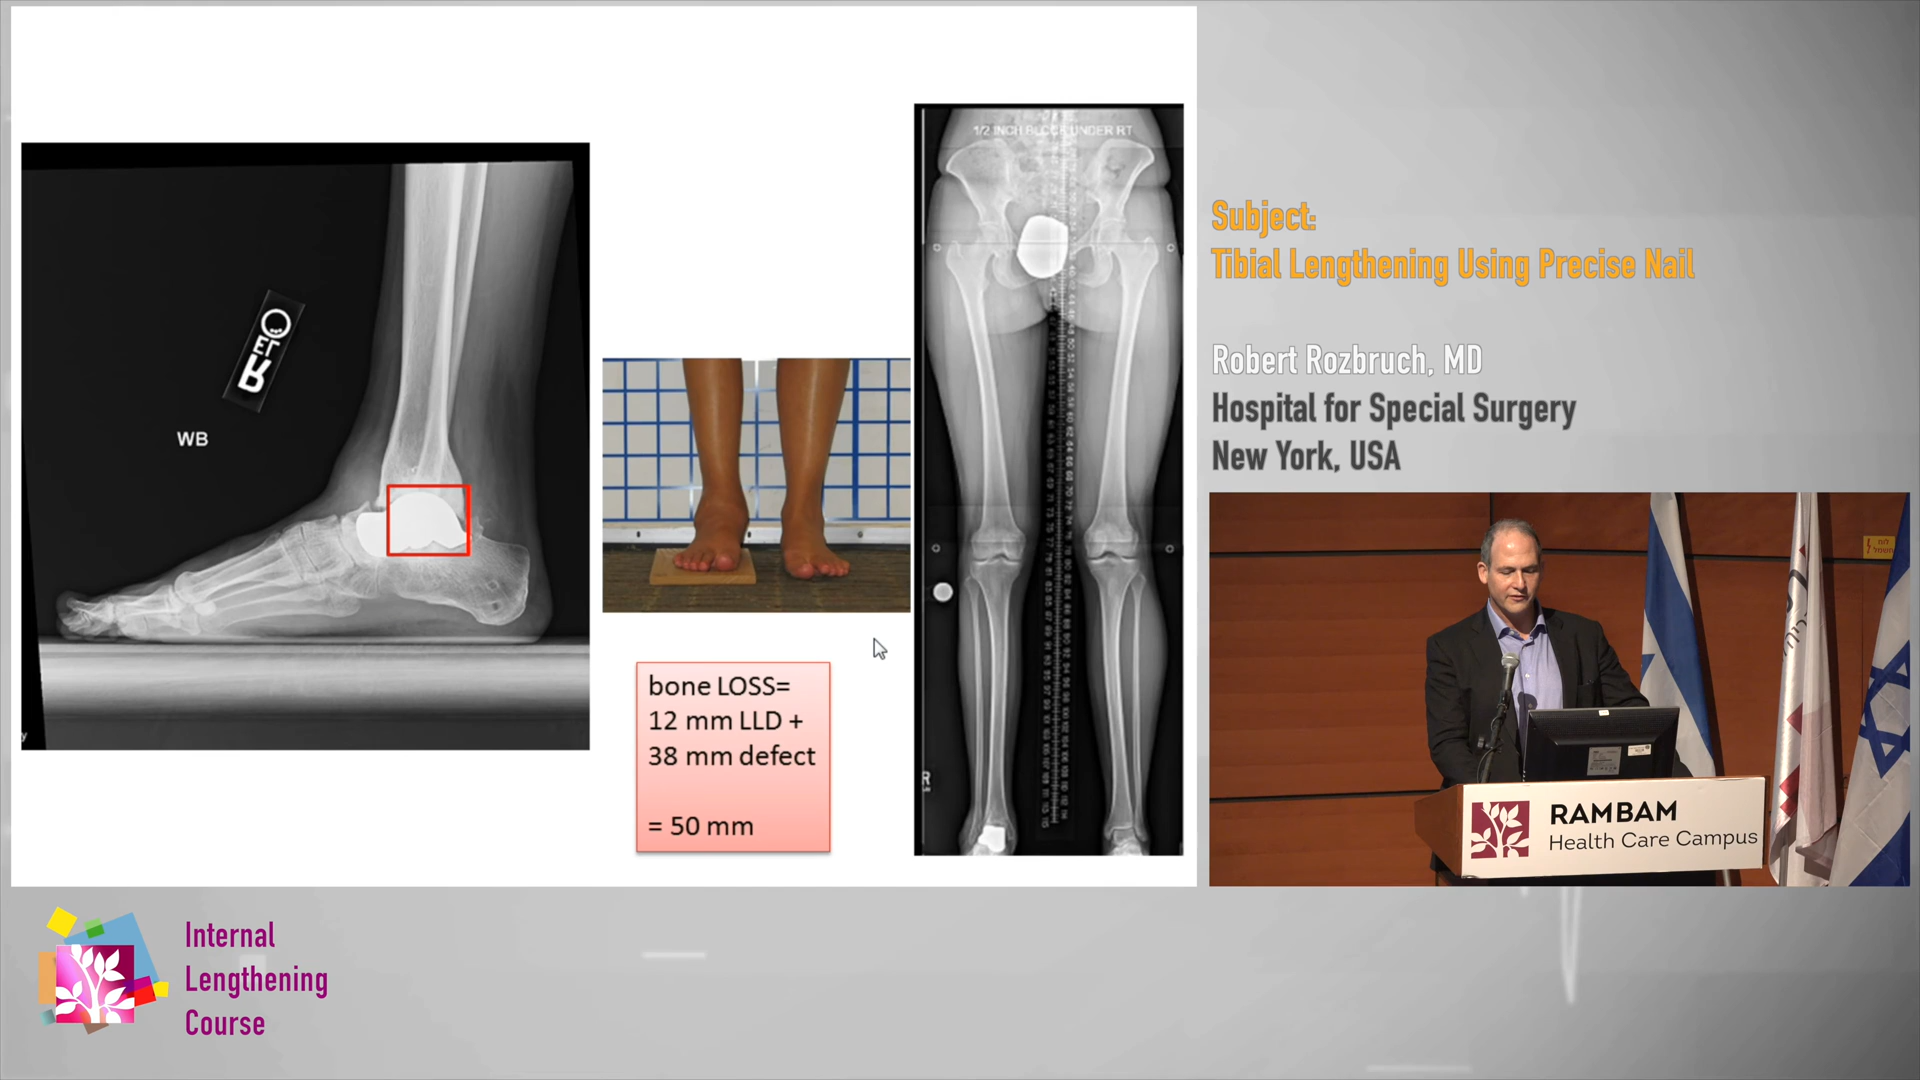 1/2 INCH BLOCK UNDER RT
WB
R
bone LOSS=
12 mm LLD +
38 mm defect
= 50 mm
Subject:
Tibial Lengthening Using Precise Nail
Robert Rozbruch, MD
Hospital for Special Surgery
New York, USA
RAMBAM
Health Care Campus
Internal
Lengthening
Course